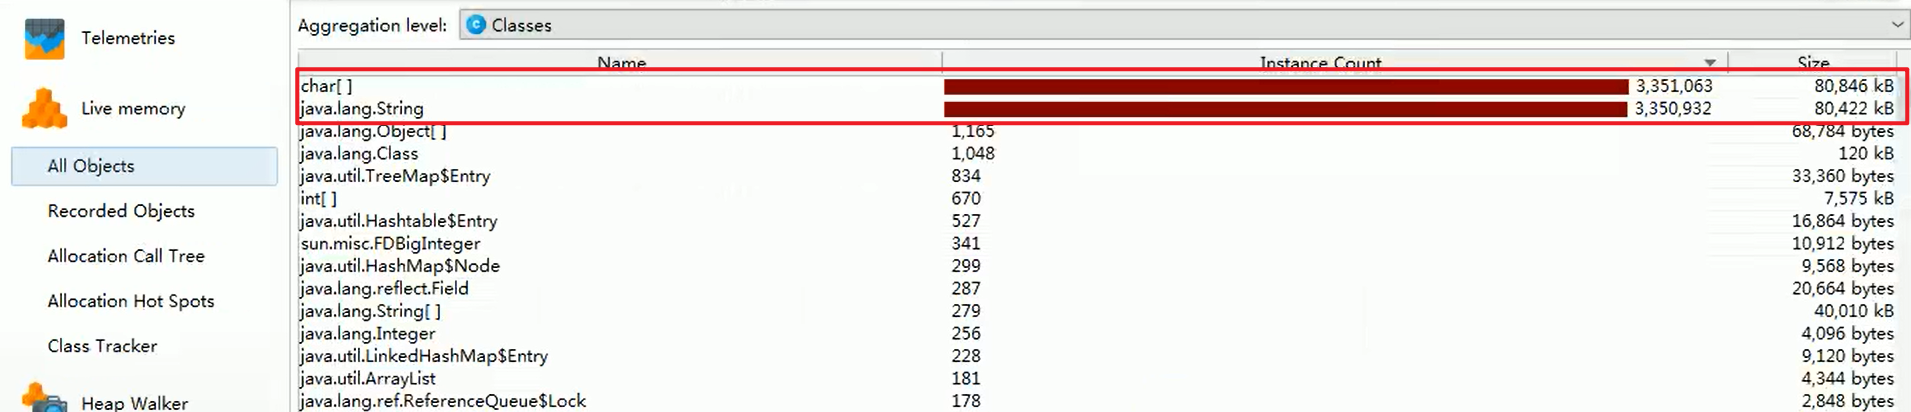 Telemetries
Live memory
All Objects
Recorded Objects
Allocation Call Tree
Allocation Hot Spots
Class Tracker
Heap Walker
Aggregation level: C Classes
Name Instance Count Size
char[ ] 3,351,063 80,846 kB
java.lang.String 3,350,932 80,422 kB
java.lang.Object[ ] 1,165 68,784 bytes
java.lang.Class 1,048 120 kB
java.util.TreeMap$Entry 834 33,360 bytes
int[ ] 670 7,575 kB
java.util.Hashtable$Entry 527 16,864 bytes
sun.misc.FDBigInteger 341 10,912 bytes
java.util.HashMap$Node 299 9,568 bytes
java.lang.reflect.Field 287 20,664 bytes
java.lang.String[ ] 279 40,010 kB
java.lang.Integer 256 4,096 bytes
java.util.LinkedHashMap$Entry 228 9,120 bytes
java.util.ArrayList 181 4,344 bytes
java.lang.ref.ReferenceQueue$Lock 178 2,848 bytes